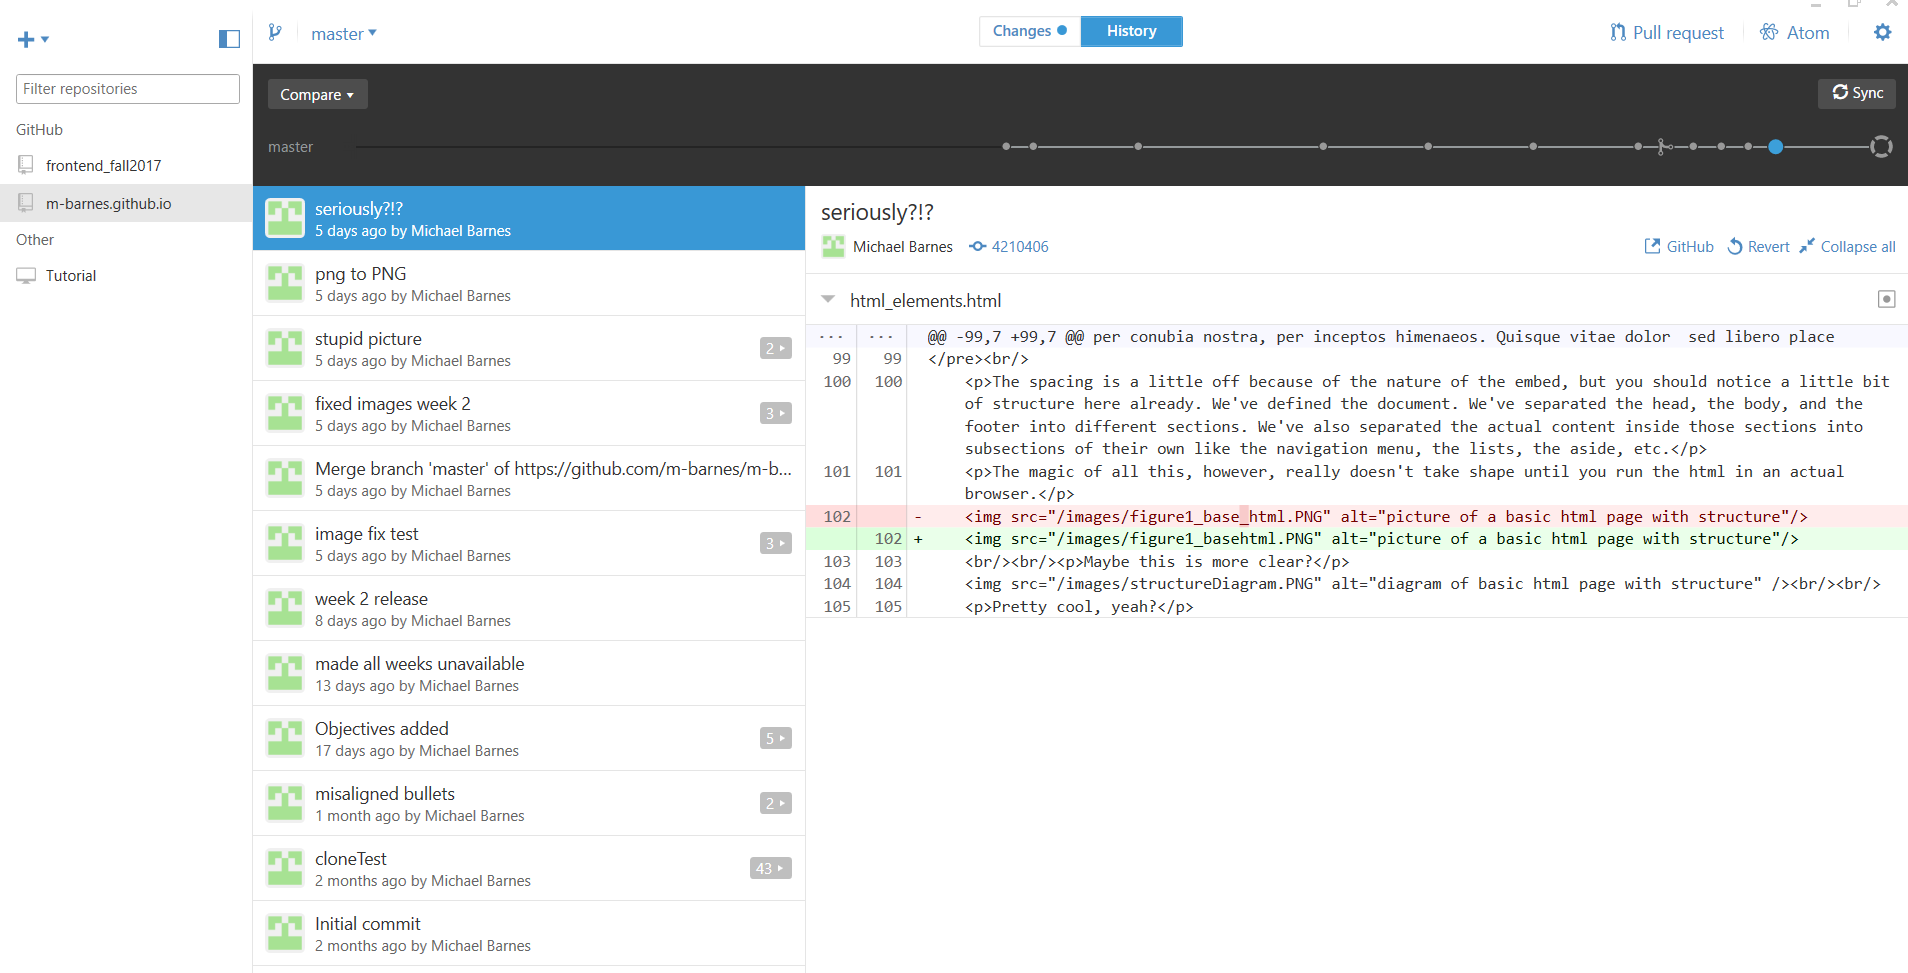 master
Changes
History
Pull request
Atom
Filter repositories
GitHub
frontend_fall2017
m-barnes.github.io
Other
Tutorial
Compare
Sync
master
seriously?!?
5 days ago by Michael Barnes
png to PNG
5 days ago by Michael Barnes
stupid picture
5 days ago by Michael Barnes
2
fixed images week 2
5 days ago by Michael Barnes
3
Merge branch 'master' of https://github.com/m-barnes/m-b...
5 days ago by Michael Barnes
image fix test
5 days ago by Michael Barnes
3
week 2 release
8 days ago by Michael Barnes
made all weeks unavailable
13 days ago by Michael Barnes
Objectives added
17 days ago by Michael Barnes
5
misaligned bullets
1 month ago by Michael Barnes
2
cloneTest
2 months ago by Michael Barnes
43
Initial commit
2 months ago by Michael Barnes
seriously?!?
Michael Barnes 4210406
GitHub Revert Collapse all
html_elements.html
... ... @@ -99,7 +99,7 @@ per conubia nostra, per inceptos himenaeos. Quisque vitae dolor  sed libero place
99 99 </pre><br/>
100 100 <p>The spacing is a little off because of the nature of the embed, but you should notice a little bit
of structure here already. We've defined the document. We've separated the head, the body, and the
footer into different sections. We've also separated the actual content inside those sections into
subsections of their own like the navigation menu, the lists, the aside, etc.</p>
101 101 <p>The magic of all this, however, really doesn't take shape until you run the html in an actual
browser.</p>
102 - <img src="/images/figure1_base_html.PNG" alt="picture of a basic html page with structure"/>
102 + <img src="/images/figure1_basehtml.PNG" alt="picture of a basic html page with structure"/>
103 103 <br/><br/><p>Maybe this is more clear?</p>
104 104 <img src="/images/structureDiagram.PNG" alt="diagram of basic html page with structure" /><br/><br/>
105 105 <p>Pretty cool, yeah?</p>